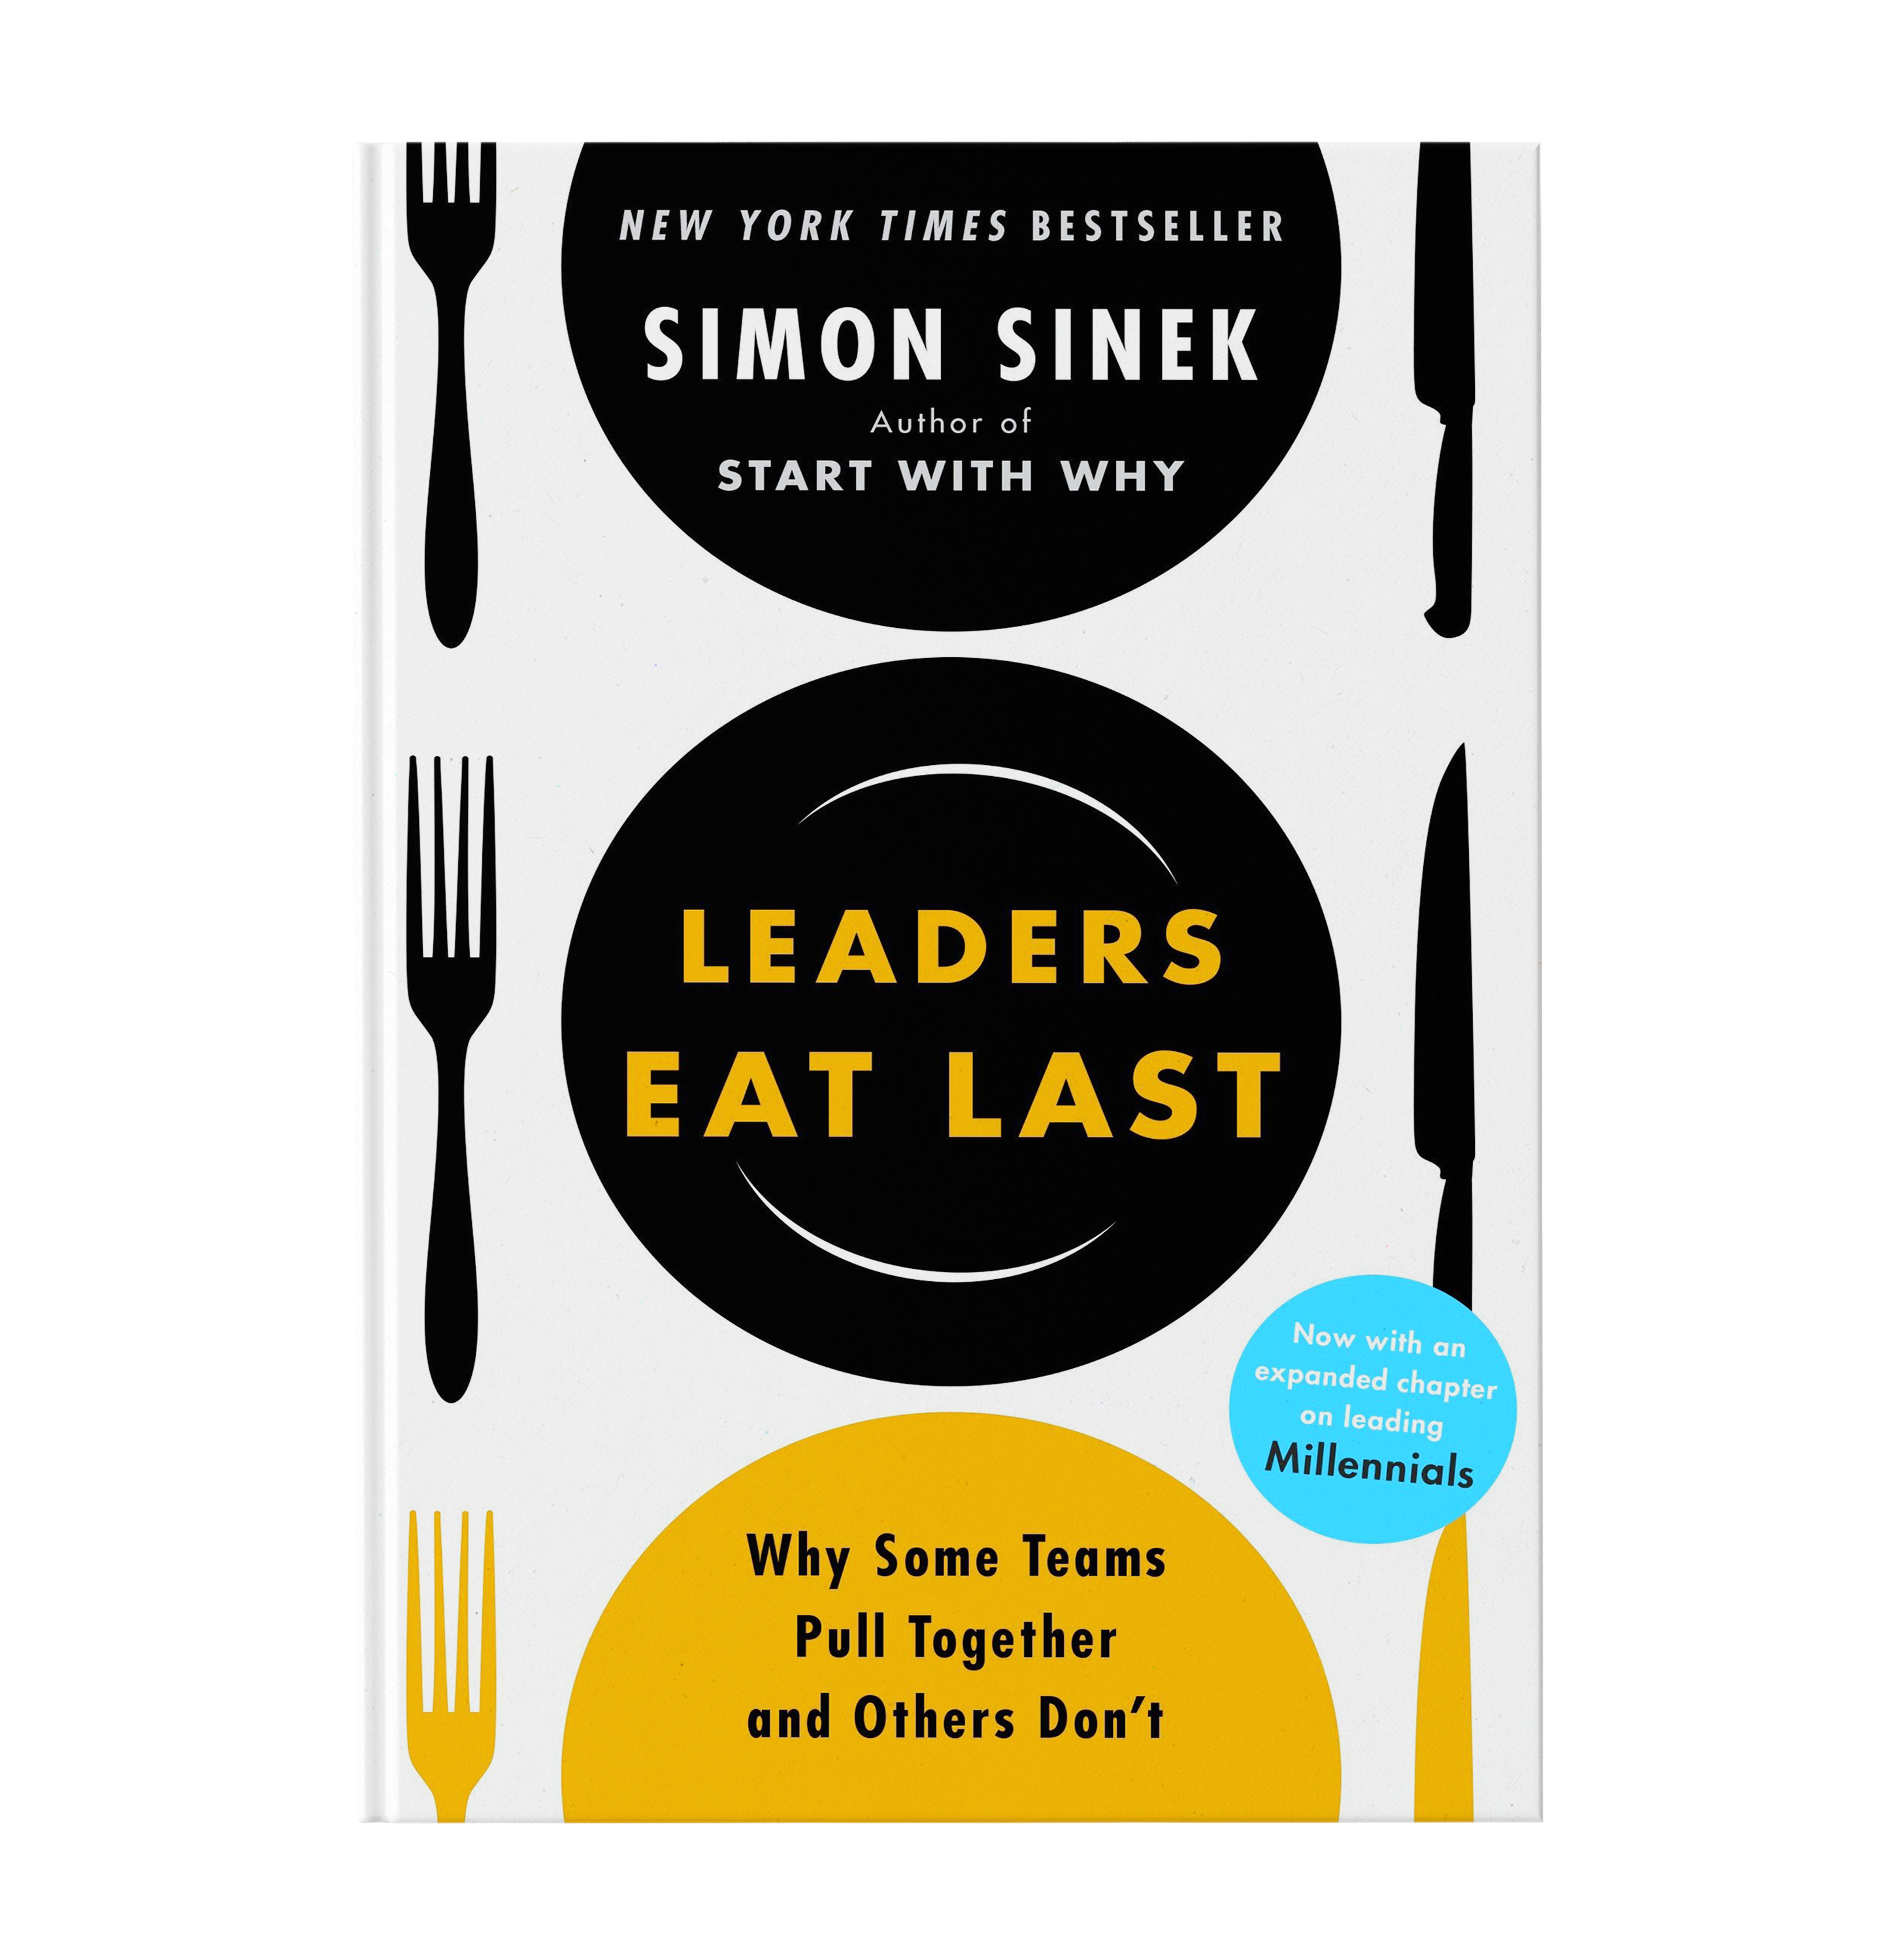 NEW YORK TIMES BESTSELLER
SIMON SINEK
Author of
START WITH WHY
LEADERS
EAT LAST
Now with an
expanded chapter
on leading
Millennials
Why Some Teams
Pull Together
and Others Don't